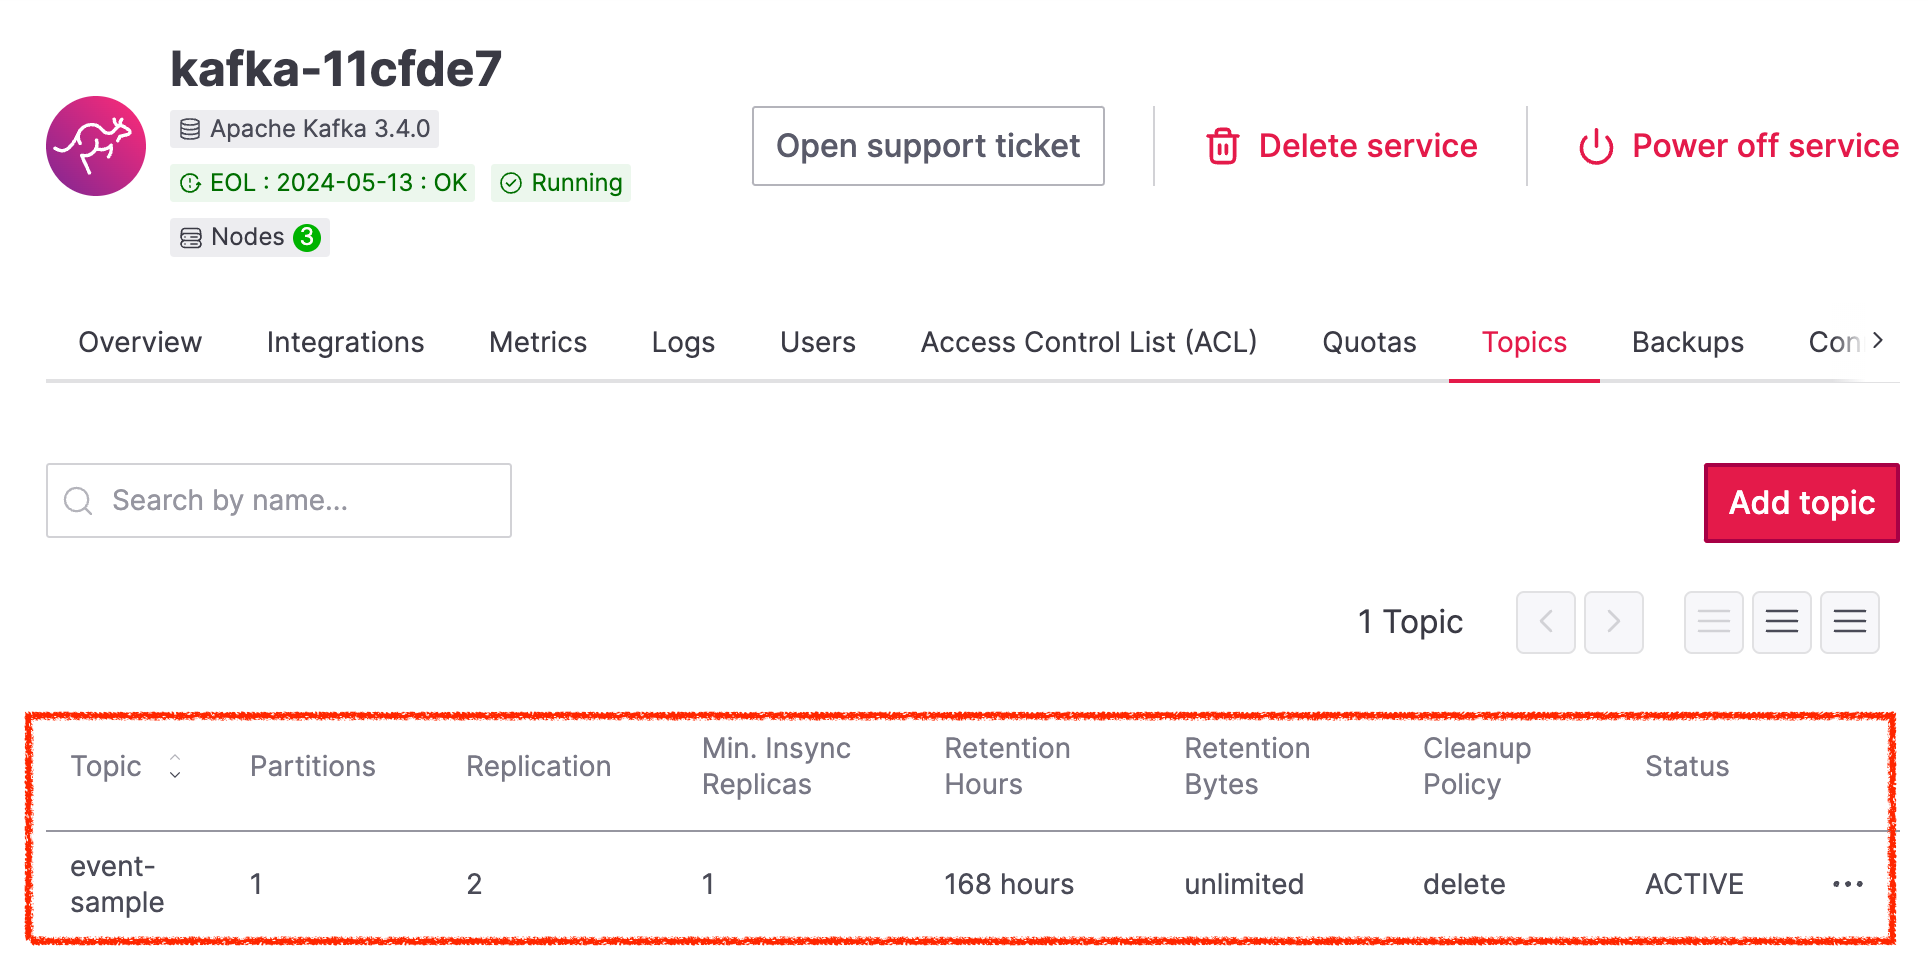 kafka-11cfde7
Apache Kafka 3.4.0
EOL : 2024-05-13 : OK
Running
Nodes 3
Open support ticket
Delete service
Power off service
Overview
Integrations
Metrics
Logs
Users
Access Control List (ACL)
Quotas
Topics
Backups
Con
Search by name...
Add topic
1 Topic
Topic
Partitions
Replication
Min. Insync
Replicas
Retention
Hours
Retention
Bytes
Cleanup
Policy
Status
event-
sample
1
2
1
168 hours
unlimited
delete
ACTIVE